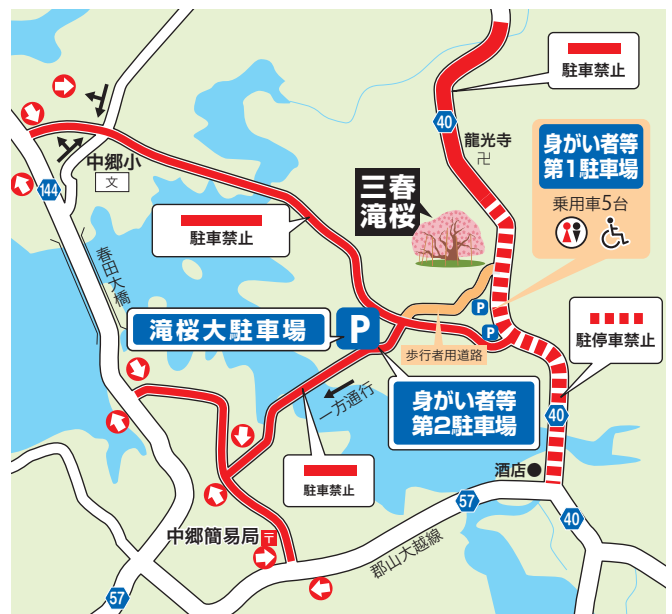 駐車禁止
40
龍光寺
身がい者等
第1駐車場
乗用車5台
中郷小
文
144
三春
滝桜
駐車禁止
春田大橋
P
滝桜大駐車場
P
P
歩行者用道路
駐停車禁止
一方通行
身がい者等
第2駐車場
40
駐車禁止
酒店
57
40
中郷簡易局
〒
郡山大越線
57